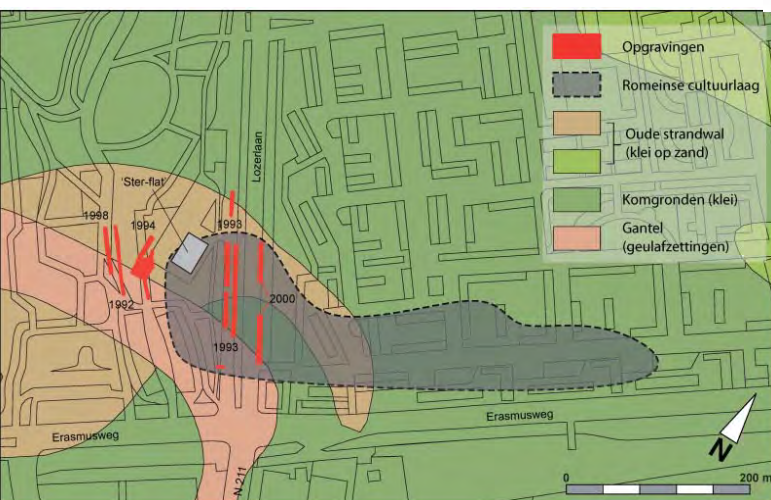 Opgravingen
Romeinse cultuurlaag
Oude strandwal
(klei op zand)
Komgronden (klei)
Gantel
(geulafzettingen)
'Ster-flat
Lozerlaan
1998
1994
1993
1992
2000
1993
Erasmusweg
Erasmusweg
N 211
N
0
200 m